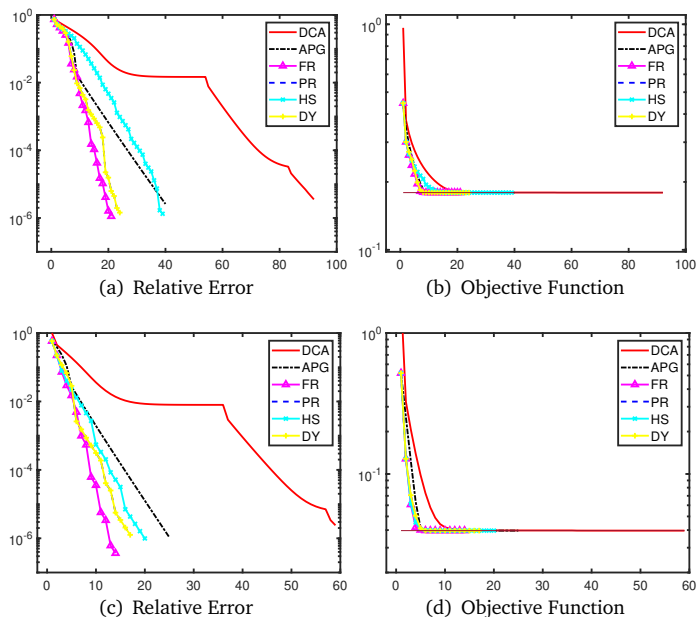 10^0
10^-2
10^-4
10^-6
0 20 40 60 80 100
DCA
APG
FR
PR
HS
DY
(a) Relative Error
10^0
10^-1
0 20 40 60 80 100
DCA
APG
FR
PR
HS
DY
(b) Objective Function
10^0
10^-2
10^-4
10^-6
0 10 20 30 40 50 60
DCA
APG
FR
PR
HS
DY
(c) Relative Error
10^0
10^-1
0 10 20 30 40 50 60
DCA
APG
FR
PR
HS
DY
(d) Objective Function